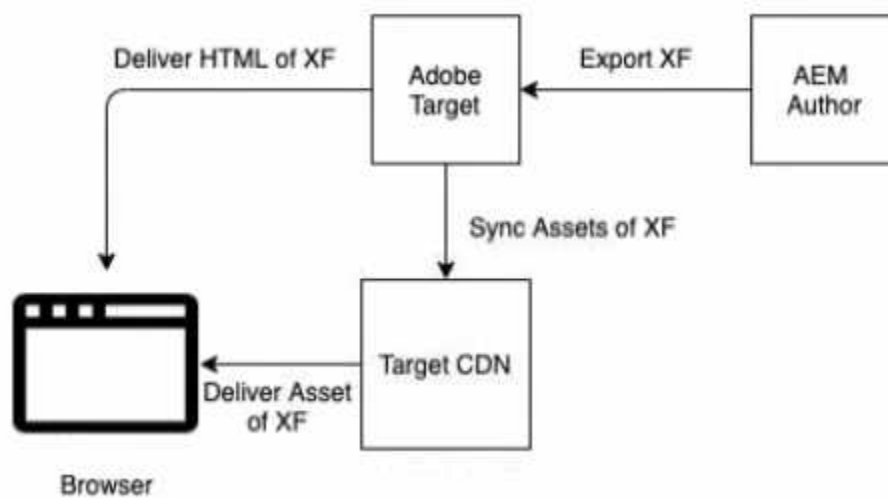 Deliver HTML of XF
Adobe
Target
Export XF
AEM
Author
Sync Assets of XF
Target CDN
Deliver Asset
of XF
Browser